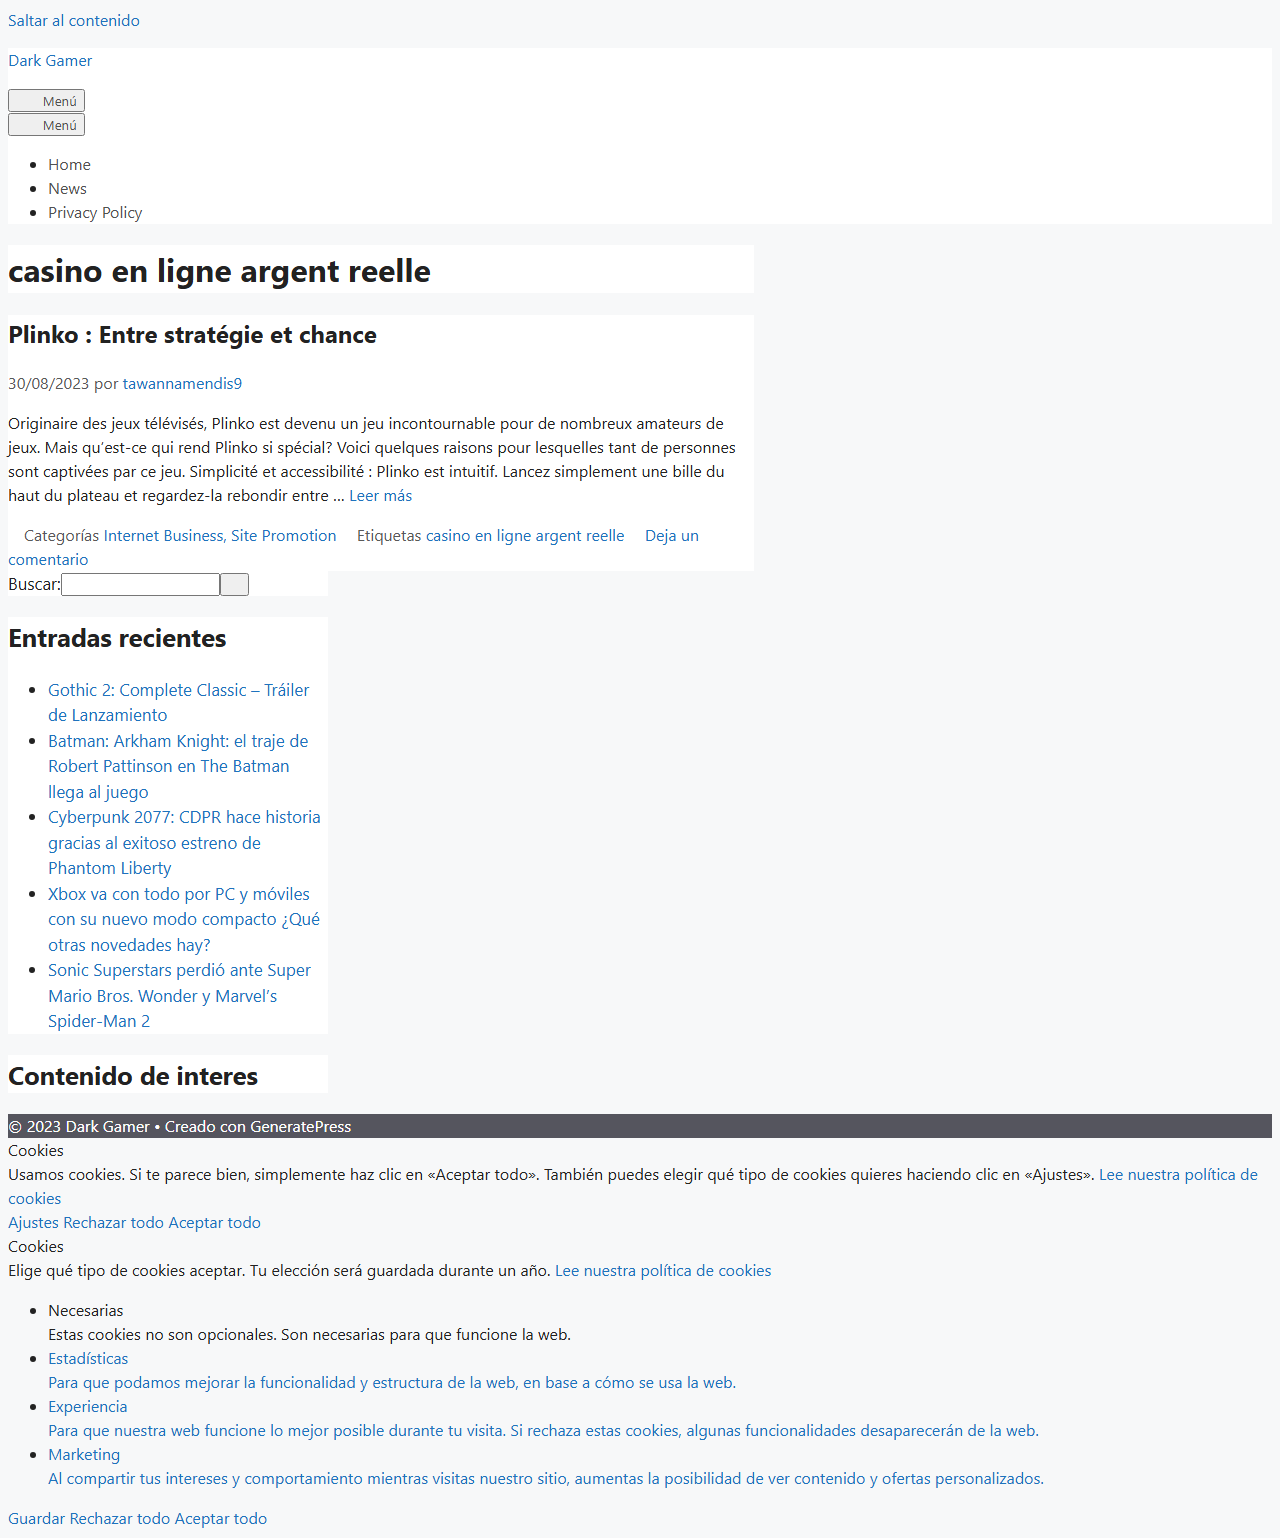 Saltar al contenido
Dark Gamer
Menú
Menú
Home
News
Privacy Policy
casino en ligne argent reelle
Plinko : Entre stratégie et chance
30/08/2023 por tawannamendis9
Originaire des jeux télévisés, Plinko est devenu un jeu incontournable pour de nombreux amateurs de
jeux. Mais qu'est-ce qui rend Plinko si spécial? Voici quelques raisons pour lesquelles tant de personnes
sont captivées par ce jeu. Simplicité et accessibilité : Plinko est intuitif. Lancez simplement une bille du
haut du plateau et regardez-la rebondir entre … Leer más
Categorías Internet Business, Site Promotion Etiquetas casino en ligne argent reelle Deja un
comentario
Buscar:
Entradas recientes
Gothic 2: Complete Classic – Tráiler
de Lanzamiento
Batman: Arkham Knight: el traje de
Robert Pattinson en The Batman
llega al juego
Cyberpunk 2077: CDPR hace historia
gracias al exitoso estreno de
Phantom Liberty
Xbox va con todo por PC y móviles
con su nuevo modo compacto ¿Qué
otras novedades hay?
Sonic Superstars perdió ante Super
Mario Bros. Wonder y Marvel's
Spider-Man 2
Contenido de interes
© 2023 Dark Gamer • Creado con GeneratePress
Cookies
Usamos cookies. Si te parece bien, simplemente haz clic en «Aceptar todo». También puedes elegir qué tipo de cookies quieres haciendo clic en «Ajustes». Lee nuestra política de
cookies
Ajustes Rechazar todo Aceptar todo
Cookies
Elige qué tipo de cookies aceptar. Tu elección será guardada durante un año. Lee nuestra política de cookies
Necesarias
Estas cookies no son opcionales. Son necesarias para que funcione la web.
Estadísticas
Para que podamos mejorar la funcionalidad y estructura de la web, en base a cómo se usa la web.
Experiencia
Para que nuestra web funcione lo mejor posible durante tu visita. Si rechaza estas cookies, algunas funcionalidades desaparecerán de la web.
Marketing
Al compartir tus intereses y comportamiento mientras visitas nuestro sitio, aumentas la posibilidad de ver contenido y ofertas personalizados.
Guardar Rechazar todo Aceptar todo